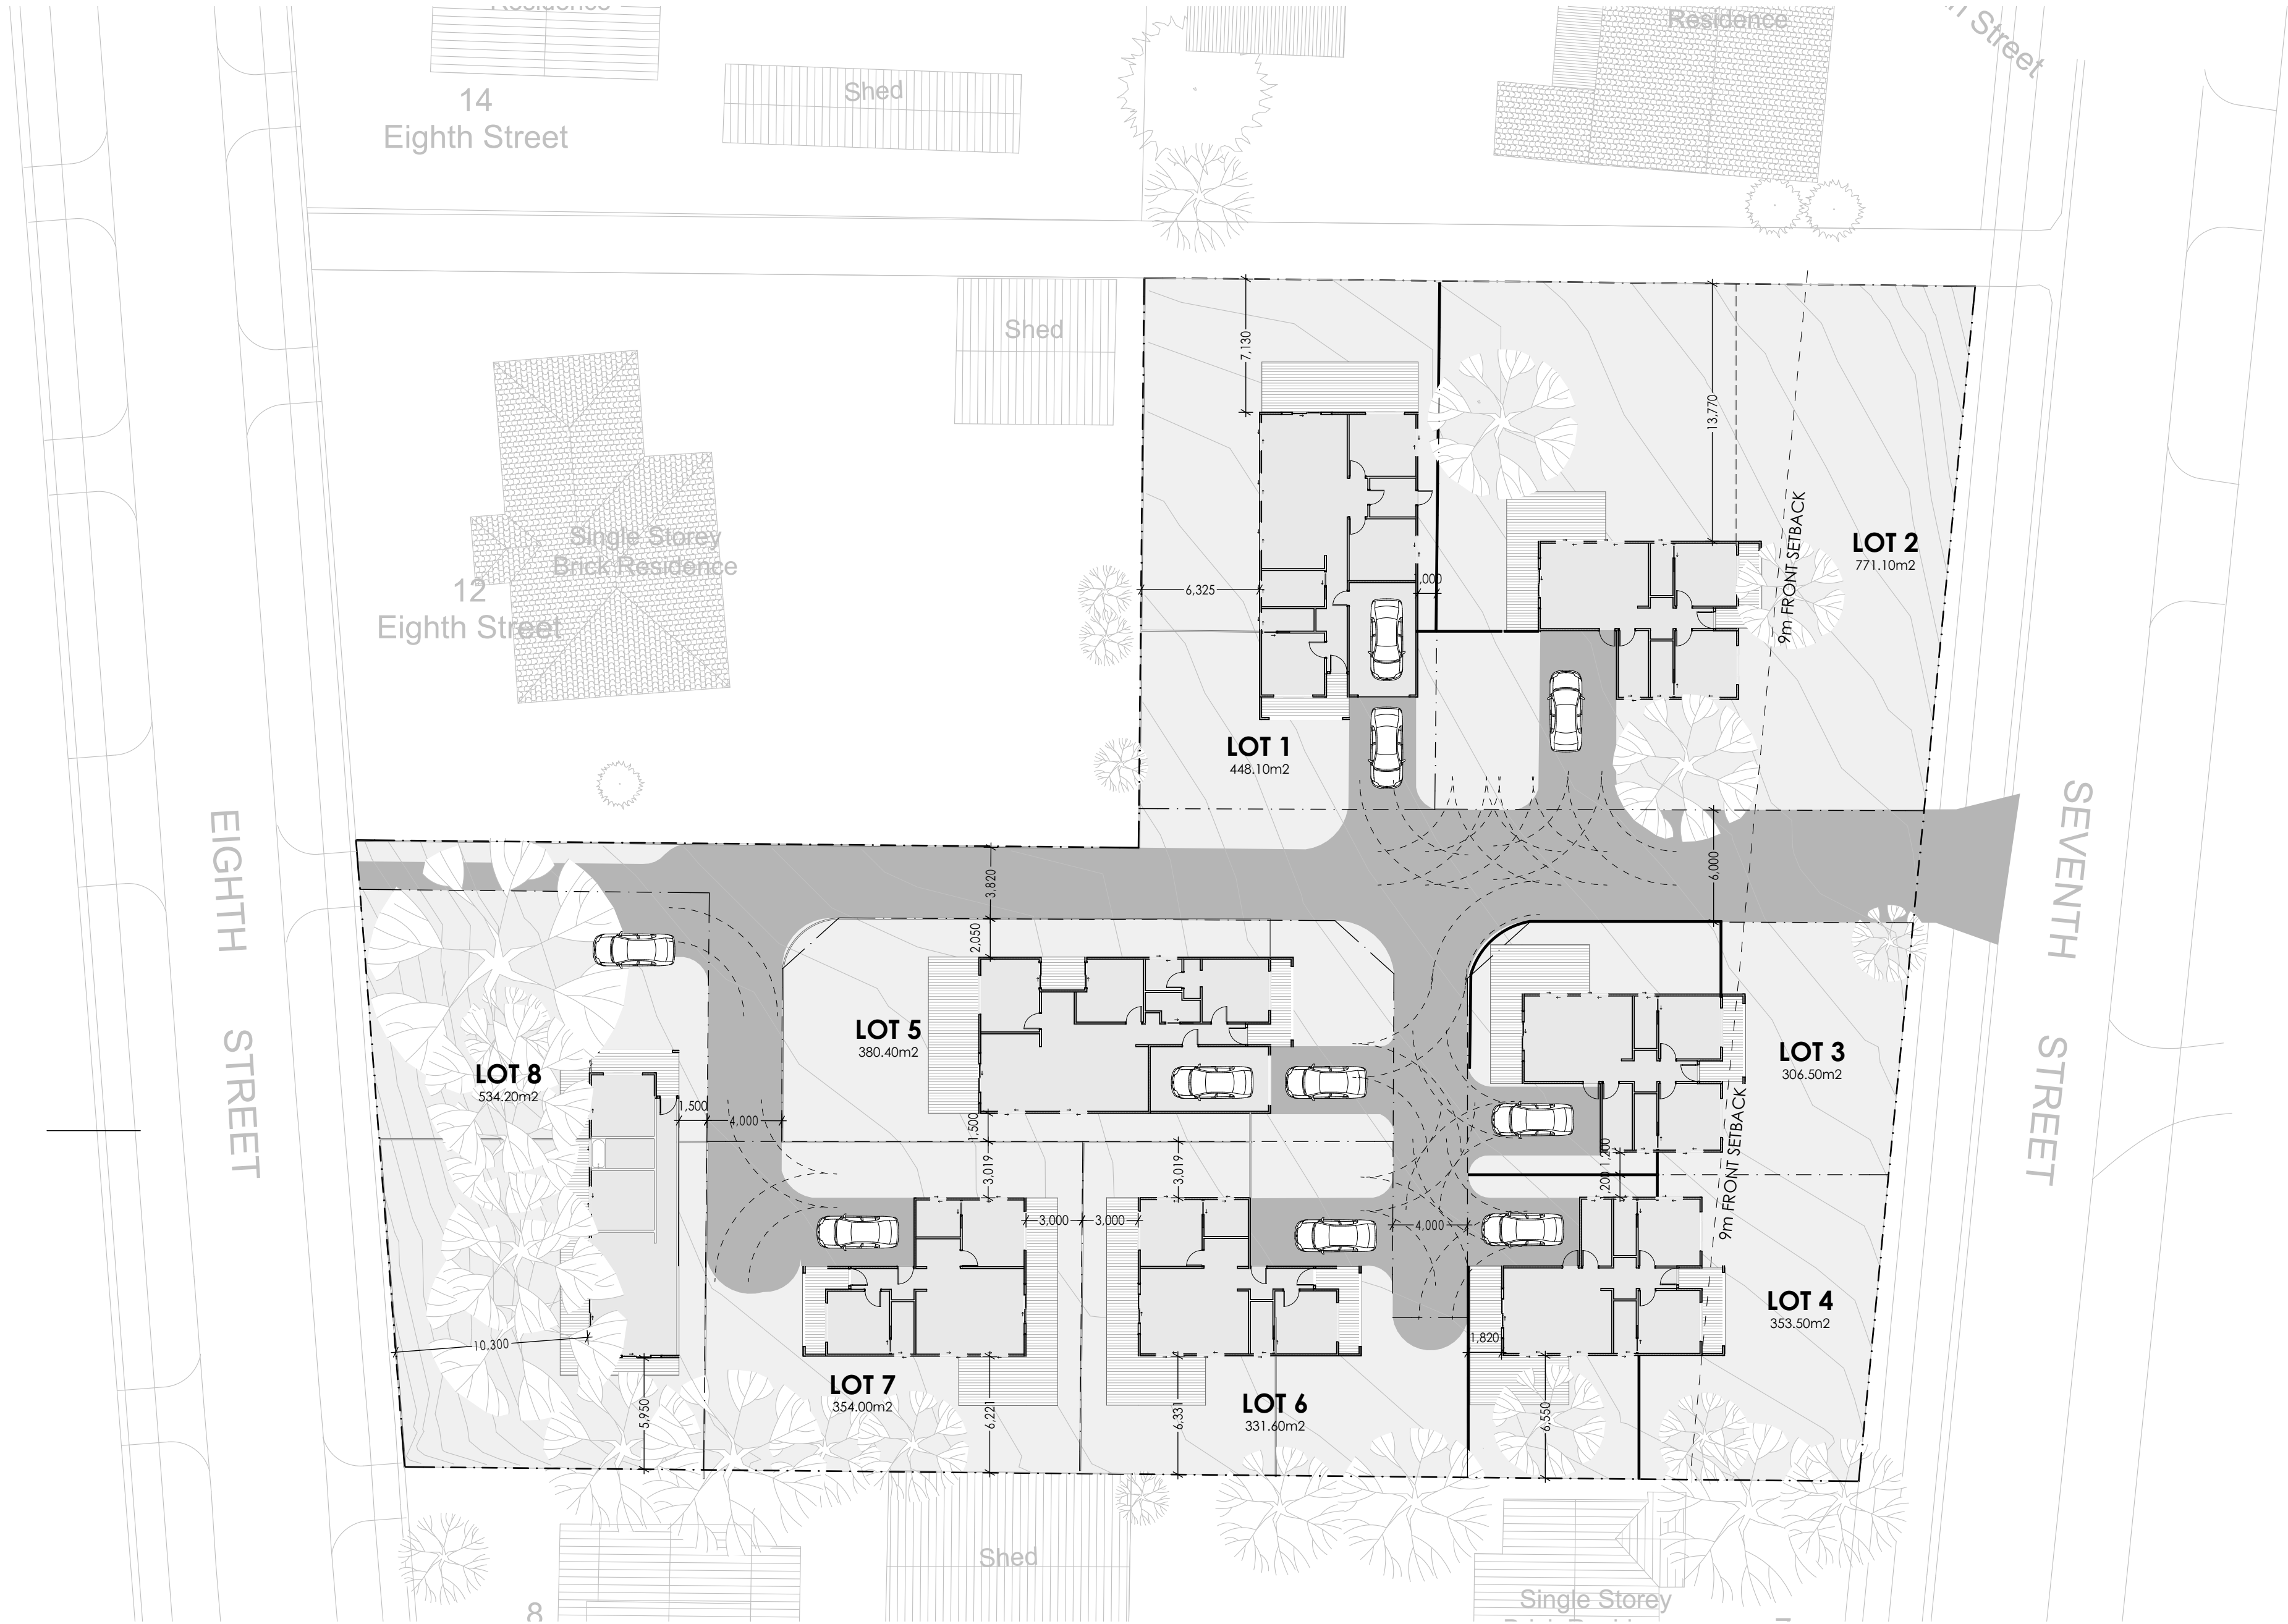 Residence
Residence
Street
14
Eighth Street
Shed
Shed
7,130
13,770
9m FRONT SETBACK
LOT 2
771.10m2
Single Storey
Brick Residence
12
Eighth Street
6,325
LOT 1
448.10m2
EIGHTH STREET
SEVENTH STREET
3,820
6,000
2,050
LOT 5
380.40m2
LOT 3
306.50m2
LOT 8
534.20m2
1,500
4,000
1,500
3,019
3,019
1,200
9m FRONT SETBACK
3,000
3,000
4,000
LOT 4
353.50m2
10,300
1,820
LOT 7
354.00m2
LOT 6
331.60m2
5,950
6,221
6,331
6,550
Shed
8
Single Storey